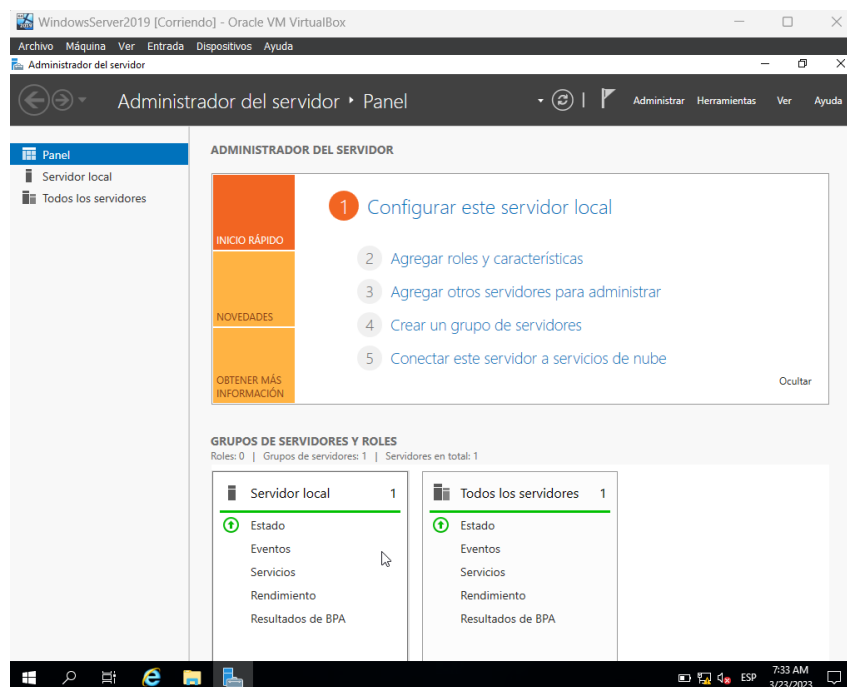 WindowsServer2019 [Corriendo] - Oracle VM VirtualBox
Archivo Máquina Ver Entrada Dispositivos Ayuda
Administrador del servidor
Administrador del servidor Panel
Administrar Herramientas Ver Ayuda
Panel
Servidor local
Todos los servidores
ADMINISTRADOR DEL SERVIDOR
INICIO RÁPIDO
NOVEDADES
OBTENER MÁS
INFORMACIÓN
1 Configurar este servidor local
2 Agregar roles y características
3 Agregar otros servidores para administrar
4 Crear un grupo de servidores
5 Conectar este servidor a servicios de nube
Ocultar
GRUPOS DE SERVIDORES Y ROLES
Roles: 0 | Grupos de servidores: 1 | Servidores en total: 1
Servidor local 1
Estado
Eventos
Servicios
Rendimiento
Resultados de BPA
Todos los servidores 1
Estado
Eventos
Servicios
Rendimiento
Resultados de BPA
ESP
7:33 AM
3/23/2023